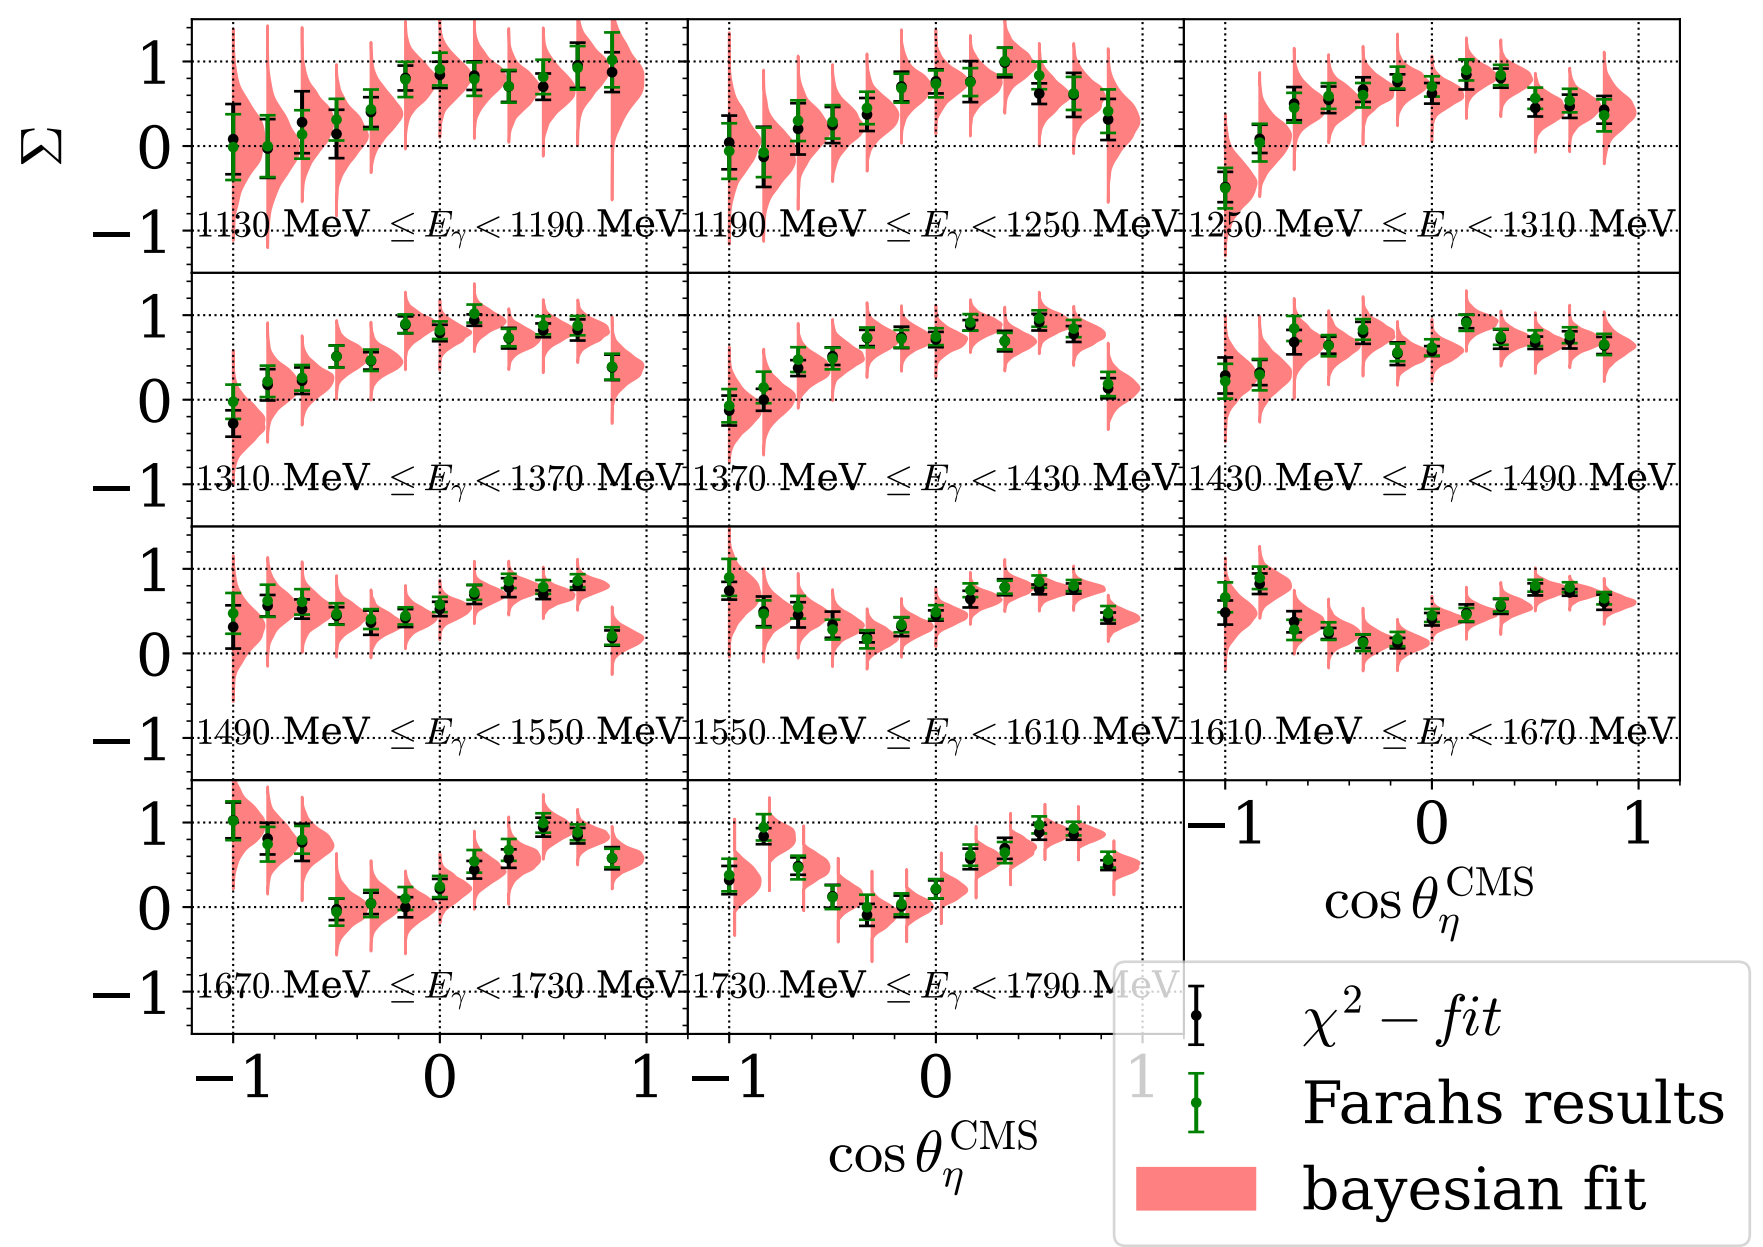 Σ
1
0
−1
1130 MeV ≤ E_γ < 1190 MeV
1190 MeV ≤ E_γ < 1250 MeV
1250 MeV ≤ E_γ < 1310 MeV
1
0
−1
1310 MeV ≤ E_γ < 1370 MeV
1370 MeV ≤ E_γ < 1430 MeV
1430 MeV ≤ E_γ < 1490 MeV
1
0
−1
1490 MeV ≤ E_γ < 1550 MeV
1550 MeV ≤ E_γ < 1610 MeV
1610 MeV ≤ E_γ < 1670 MeV
−1 0 1
cos θ_η^CMS
1
0
−1
1670 MeV ≤ E_γ < 1730 MeV
1730 MeV ≤ E_γ < 1790 MeV
−1 0 1
−1 0 1
cos θ_η^CMS
χ² − fit
Farahs results
bayesian fit